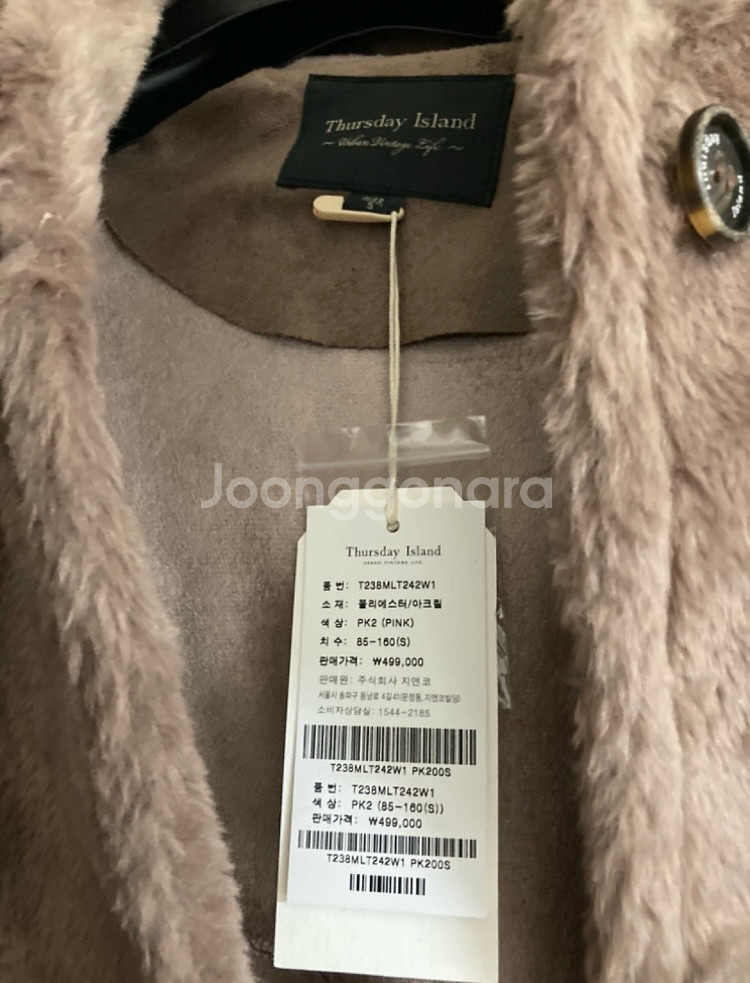 Thursday Island
~ Urban Vintage Life ~
S
Joonggonara
Thursday Island
URBAN VINTAGE LIFE
품 번: T238MLT242W1
소 재: 폴리에스터/아크릴
색 상: PK2 (PINK)
치 수: 85-160(S)
판매가격: ₩499,000
판매원: 주식회사 지엔코
소비자상담실: 1544-2185
T238MLT242W1 PK200S
품 번: T238MLT242W1
색 상: PK2 (85-160(S))
판매가격: ₩499,000
T238MLT242W1 PK200S